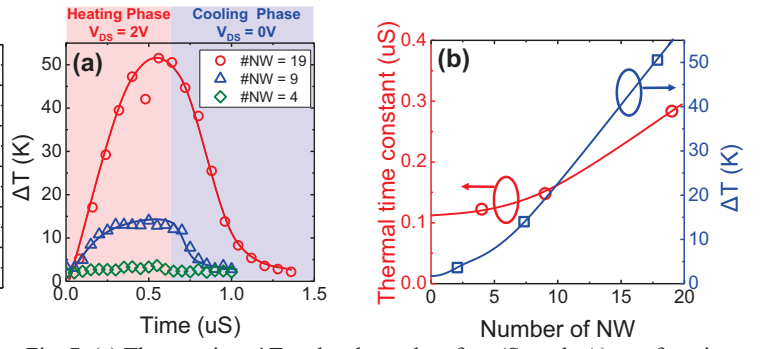 Heating Phase
V_DS = 2V
Cooling Phase
V_DS = 0V
(a)
#NW = 19
#NW = 9
#NW = 4
ΔT (K)
50
40
30
20
10
0
0.0 0.5 1.0 1.5
Time (uS)
(b)
Thermal time constant (uS)
0.4
0.3
0.2
0.1
0.0
0 5 10 15 20
Number of NW
50
40
30
20
10
0
ΔT (K)